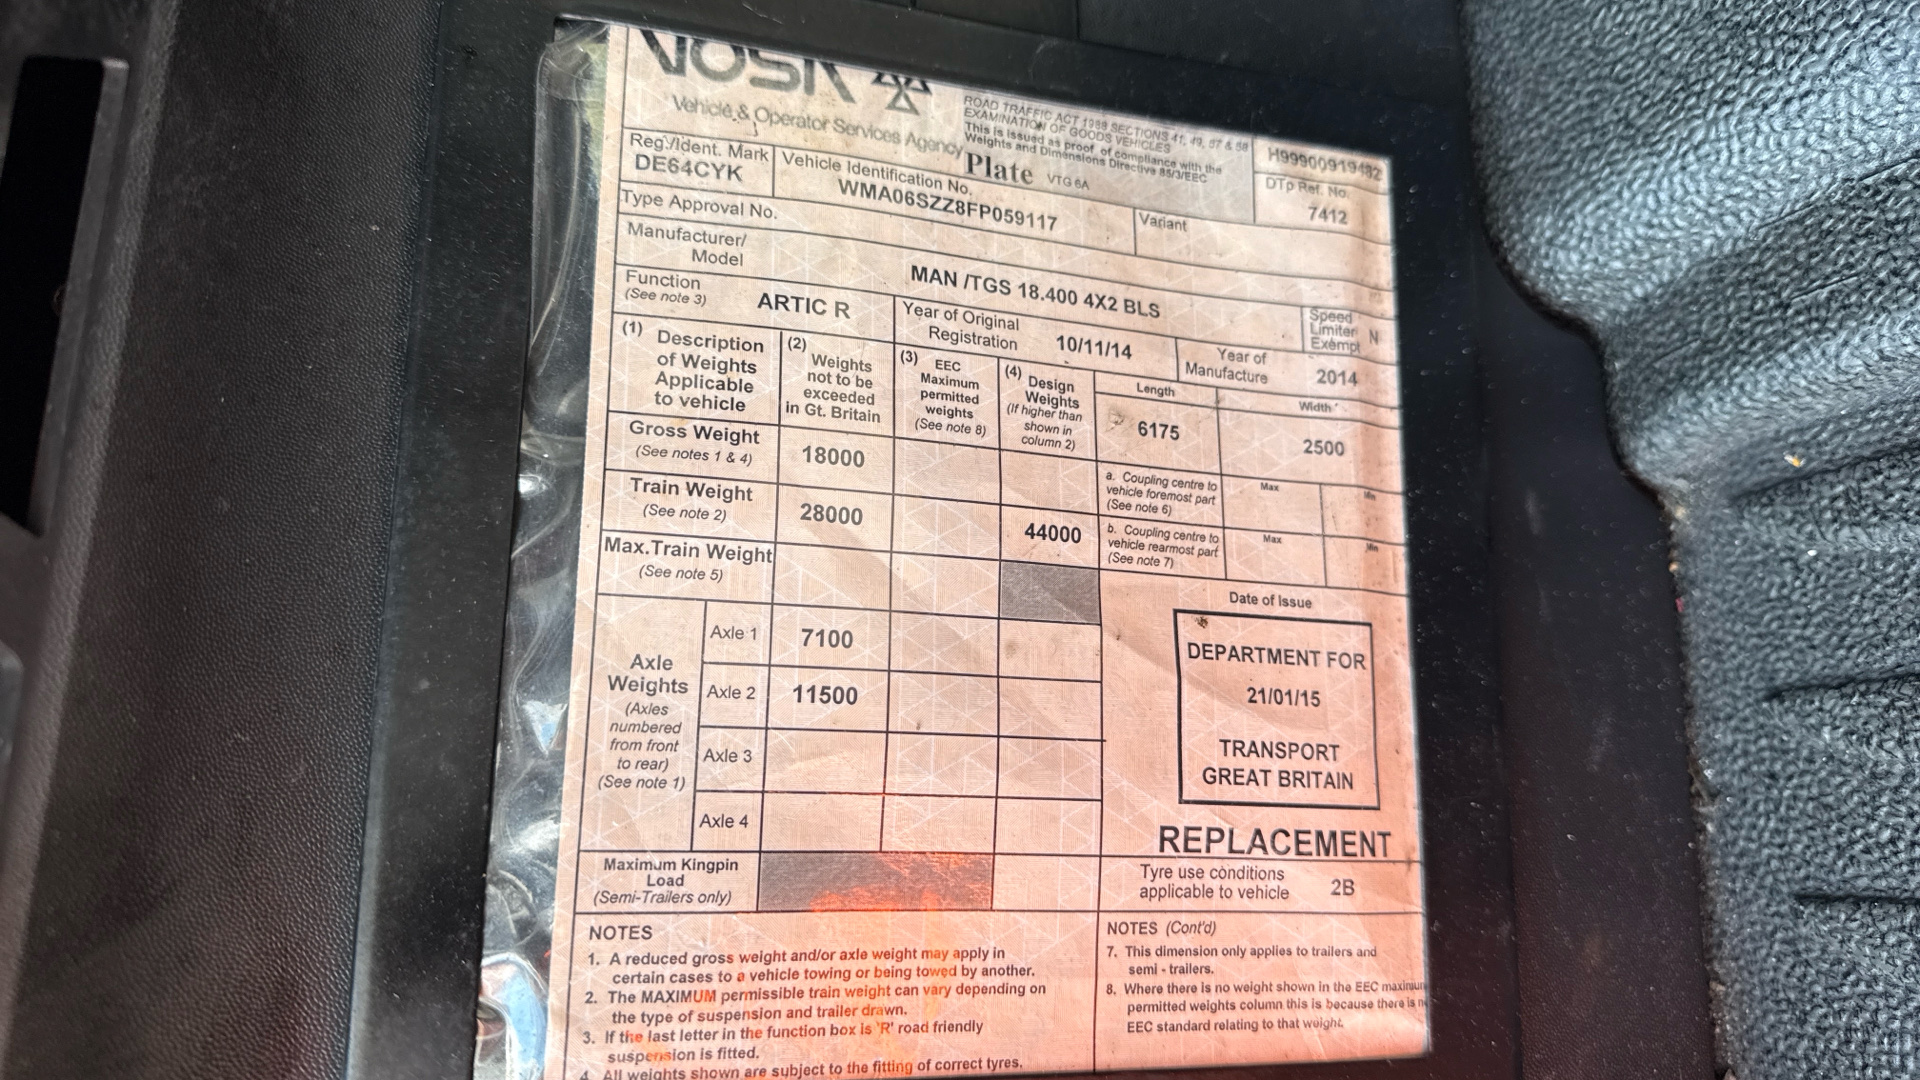 VOSA
Vehicle & Operator Services Agency
ROAD TRAFFIC ACT 1988 SECTIONS 41, 49, 57 & 58
EXAMINATION OF GOODS VEHICLES
This is issued as proof of compliance with the
Weights and Dimensions Directive 85/3/EEC
Plate VTG 6A
H99900919482
DTp Ref. No.
7412
Reg./Ident. Mark
DE64CYK
Vehicle Identification No.
WMA06SZZ8FP059117
Type Approval No.
Variant
Manufacturer/
Model
MAN /TGS 18.400 4X2 BLS
Speed
Limiter
Exempt
N
Function
(See note 3)
ARTIC R
Year of Original
Registration
10/11/14
Year of
Manufacture
2014
(1) Description
of Weights
Applicable
to vehicle
(2)
Weights
not to be
exceeded
in Gt. Britain
(3) EEC
Maximum
permitted
weights
(See note 8)
(4) Design
Weights
(If higher than
shown in
column 2)
Length
6175
Width
2500
Gross Weight
(See notes 1 & 4)
18000
a. Coupling centre to
vehicle foremost part
(See note 6)
Max
Min
Train Weight
(See note 2)
28000
44000
b. Coupling centre to
vehicle rearmost part
(See note 7)
Max
Min
Max.Train Weight
(See note 5)
Axle
Weights
(Axles
numbered
from front
to rear)
(See note 1)
Axle 1
7100
Axle 2
11500
Axle 3
Axle 4
Date of Issue
DEPARTMENT FOR
21/01/15
TRANSPORT
GREAT BRITAIN
REPLACEMENT
Maximum Kingpin
Load
(Semi-Trailers only)
Tyre use conditions
applicable to vehicle
2B
NOTES
1. A reduced gross weight and/or axle weight may apply in
certain cases to a vehicle towing or being towed by another.
2. The MAXIMUM permissible train weight can vary depending on
the type of suspension and trailer drawn.
3. If the last letter in the function box is 'R' road friendly
suspension is fitted.
4. All weights shown are subject to the fitting of correct tyres.
NOTES (Cont'd)
7. This dimension only applies to trailers and
semi - trailers.
8. Where there is no weight shown in the EEC maximum
permitted weights column this is because there is no
EEC standard relating to that weight.